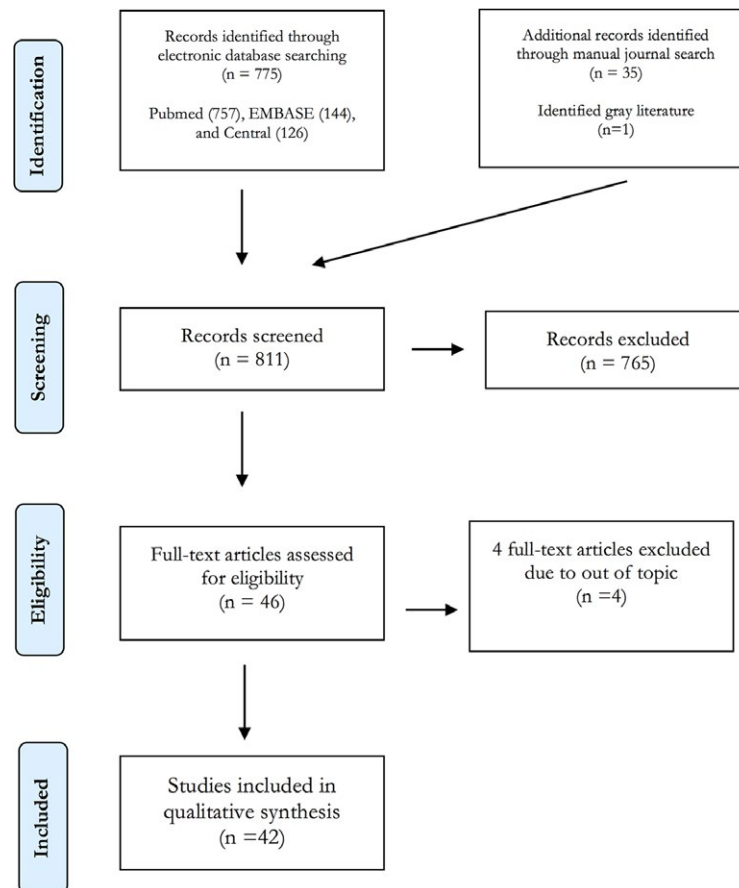 Identification
Records identified through
electronic database searching
(n = 775)
Pubmed (757), EMBASE (144),
and Central (126)
Additional records identified
through manual journal search
(n = 35)
Identified gray literature
(n=1)
Screening
Records screened
(n = 811)
Records excluded
(n = 765)
Eligibility
Full-text articles assessed
for eligibility
(n = 46)
4 full-text articles excluded
due to out of topic
(n =4)
Included
Studies included in
qualitative synthesis
(n =42)